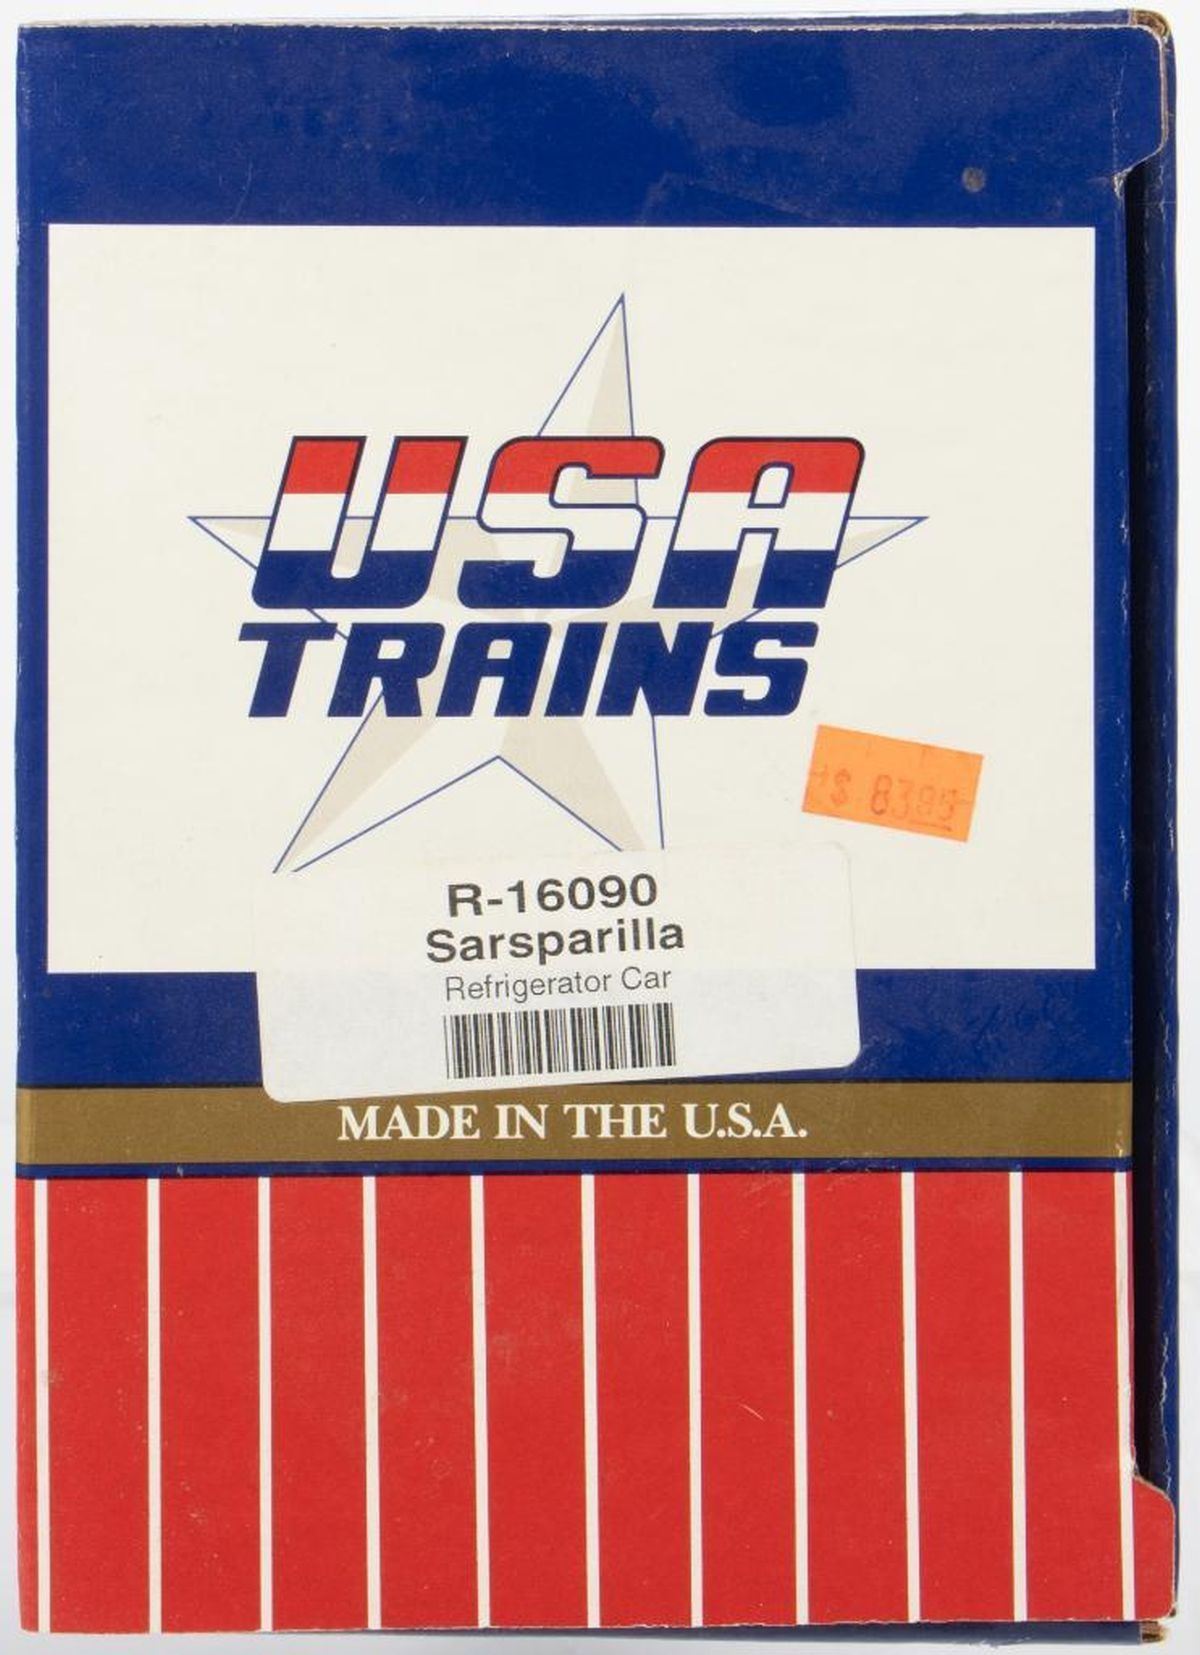 USA
TRAINS
$ 83.95
R-16090
Sarsparilla
Refrigerator Car
MADE IN THE U.S.A.